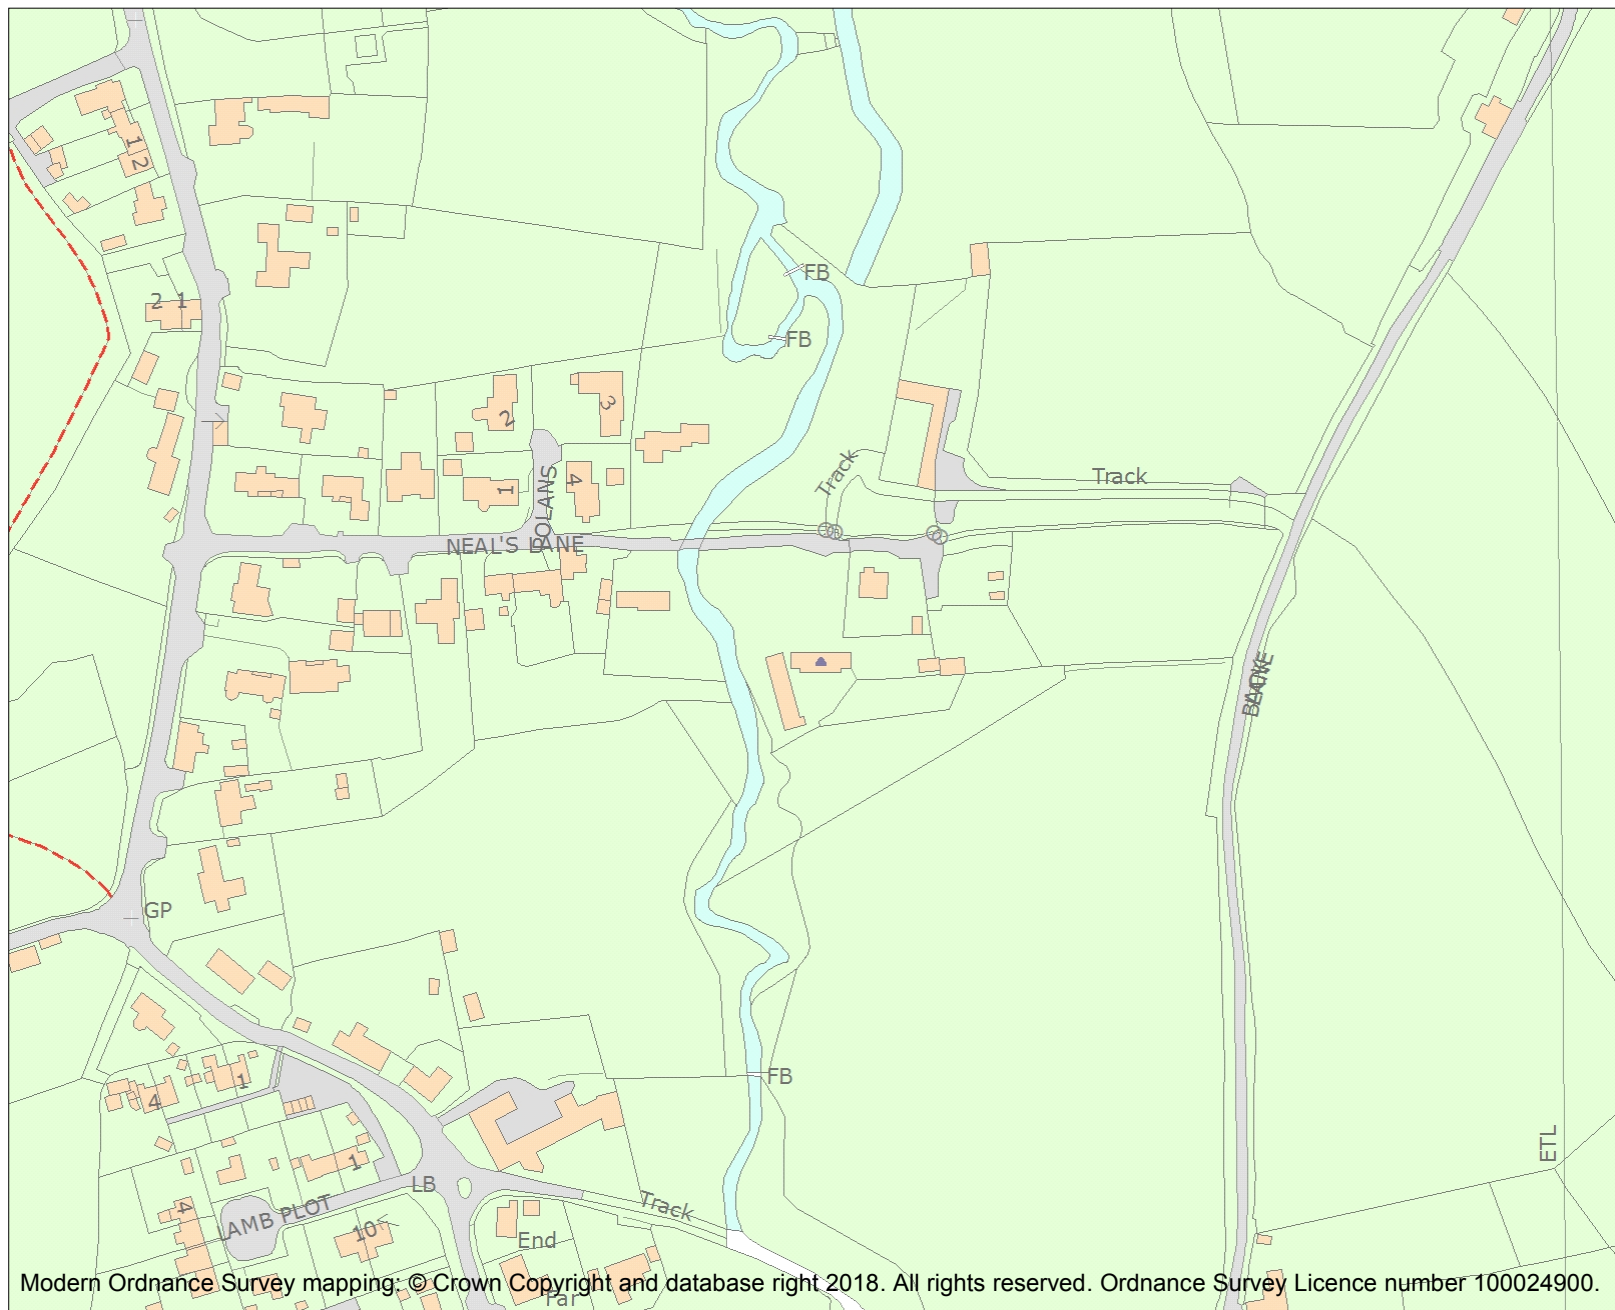 1 2
2 1
FB
FB
2
3
Track
Track
1
4
BOLANS
NEAL'S LANE
GP
FB
4
1
1
ETL
LB
Track
4
LAMB PLOT
10
End
Far
Modern Ordnance Survey mapping: © Crown Copyright and database right 2018. All rights reserved. Ordnance Survey Licence number 100024900.